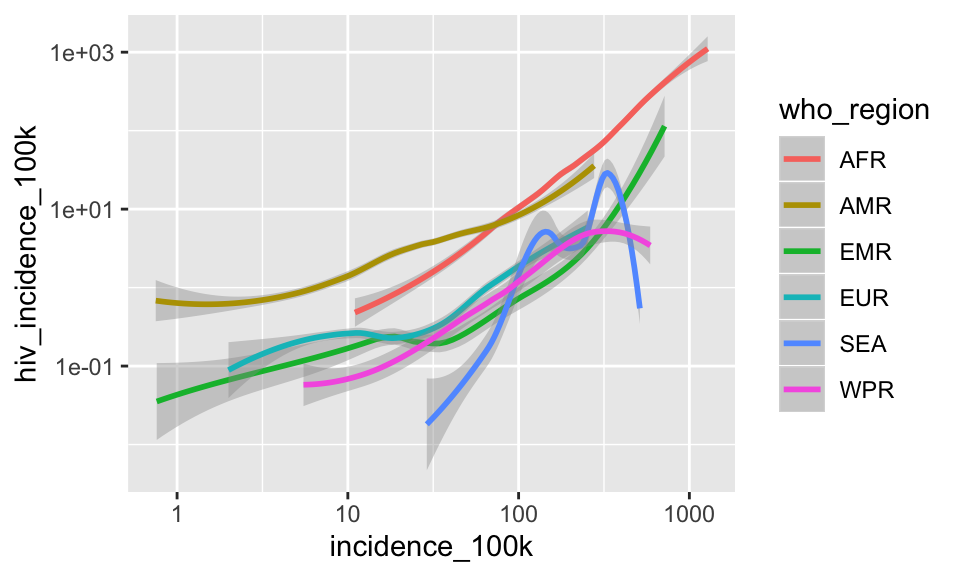 1e+03
1e+01
1e-01
hiv_incidence_100k
1
10
100
1000
incidence_100k
who_region
AFR
AMR
EMR
EUR
SEA
WPR